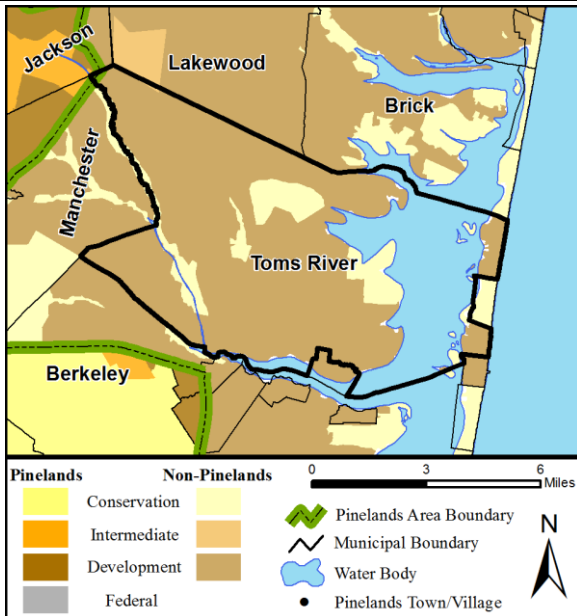 Jackson
Lakewood
Brick
Manchester
Toms River
Berkeley
Pinelands Non-Pinelands
Conservation
Intermediate
Development
Federal
0 3 6
Miles
Pinelands Area Boundary
Municipal Boundary
Water Body
Pinelands Town/Village
N